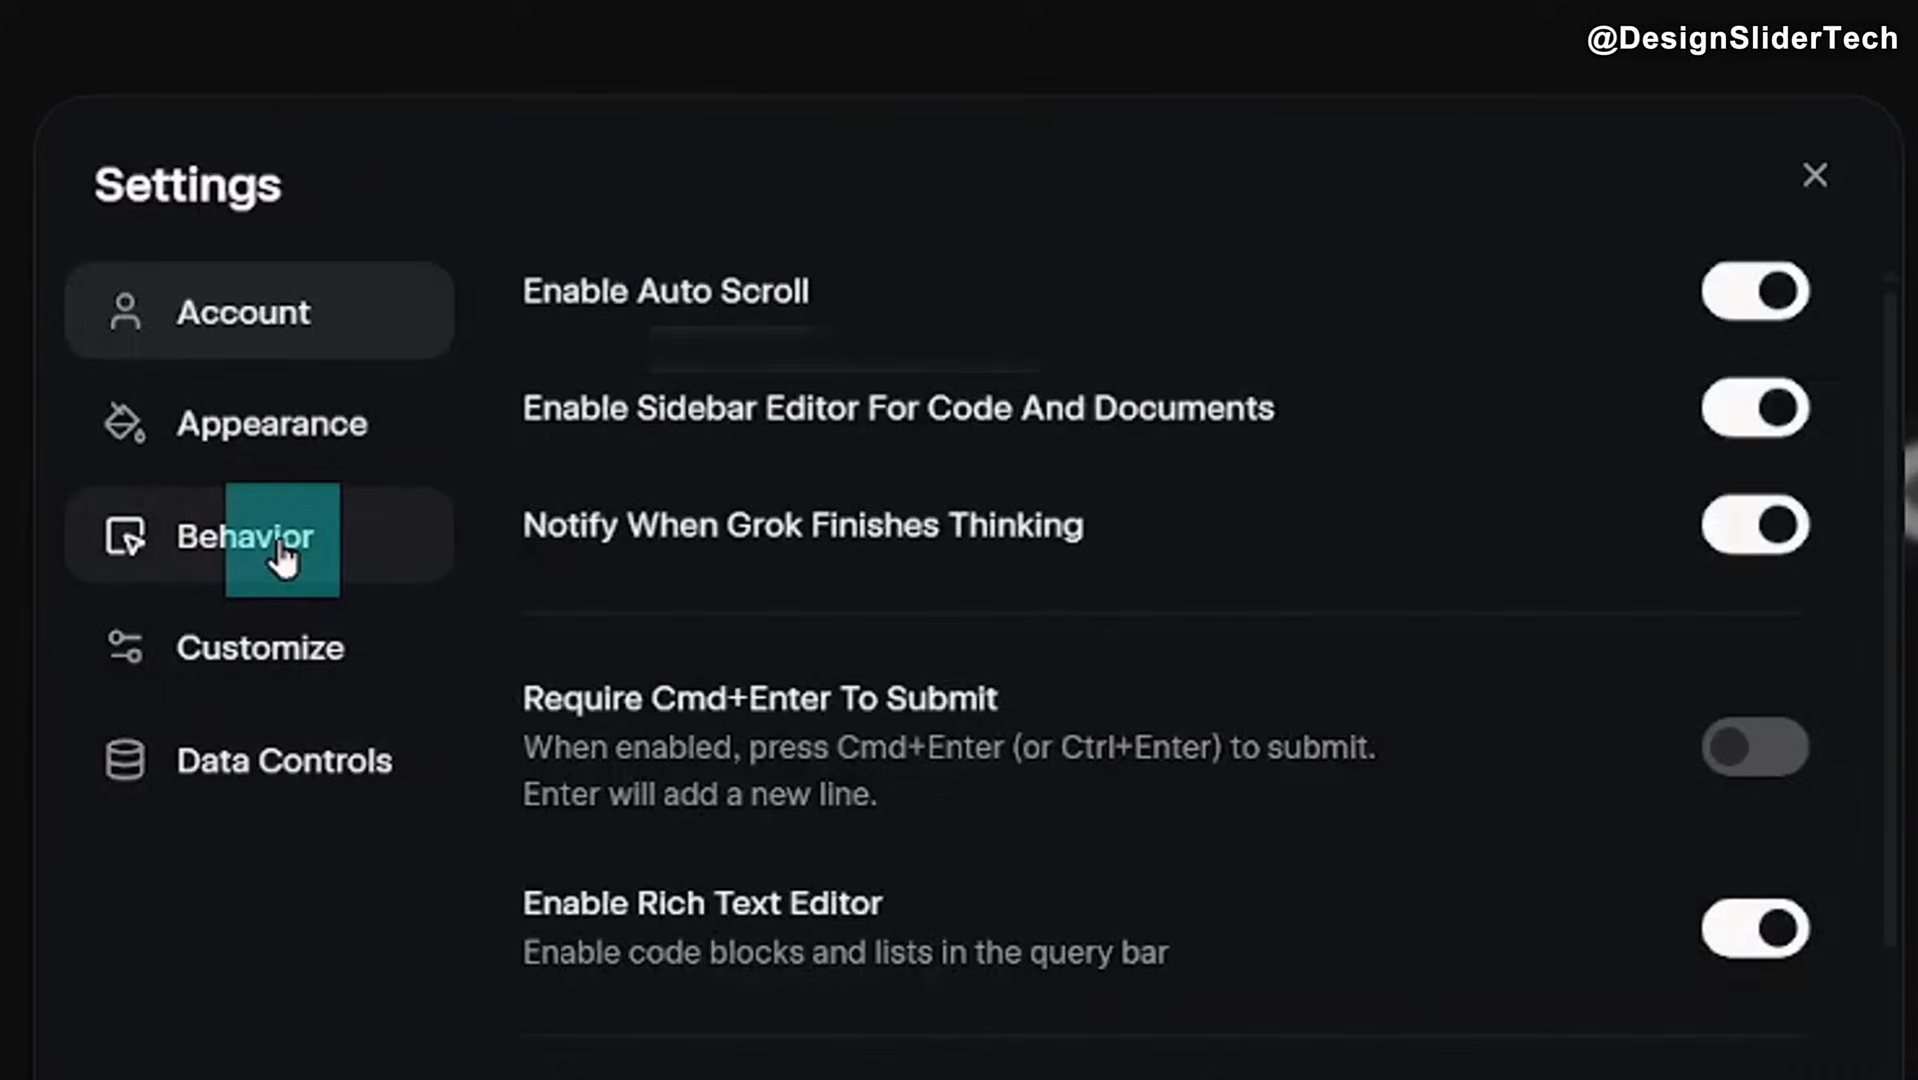 @DesignSliderTech
Settings
Account
Appearance
Behavior
Customize
Data Controls
Enable Auto Scroll
Enable Sidebar Editor For Code And Documents
Notify When Grok Finishes Thinking
Require Cmd+Enter To Submit
When enabled, press Cmd+Enter (or Ctrl+Enter) to submit.
Enter will add a new line.
Enable Rich Text Editor
Enable code blocks and lists in the query bar